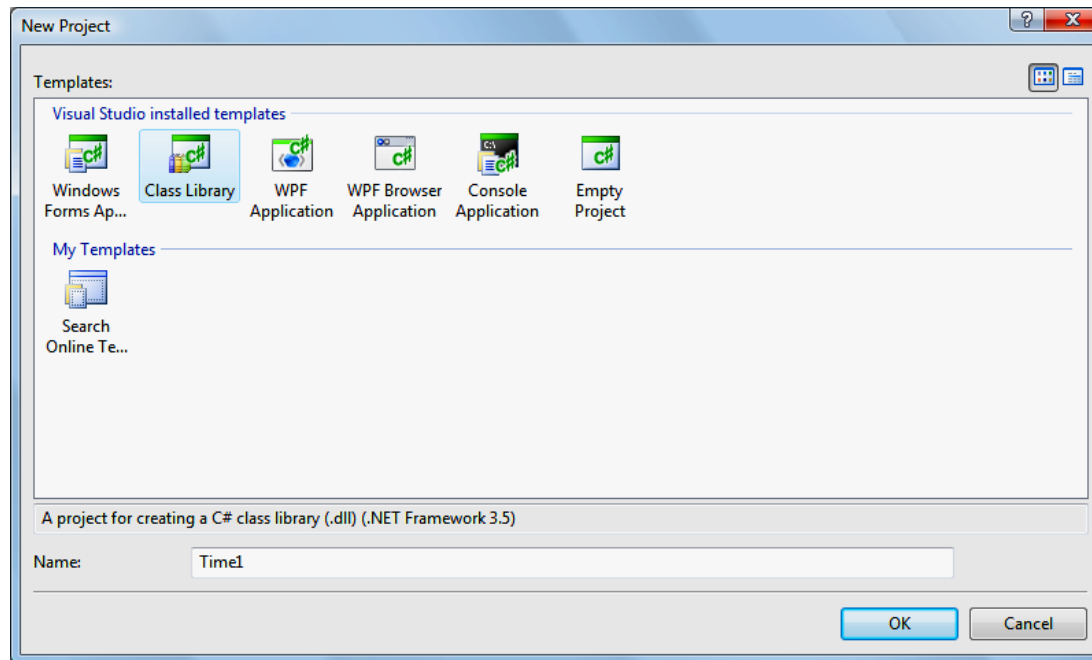 New Project
Templates:
Visual Studio installed templates
Windows Forms Ap...
Class Library
WPF Application
WPF Browser Application
Console Application
Empty Project
My Templates
Search Online Te...
A project for creating a C# class library (.dll) (.NET Framework 3.5)
Name: Time1
OK Cancel